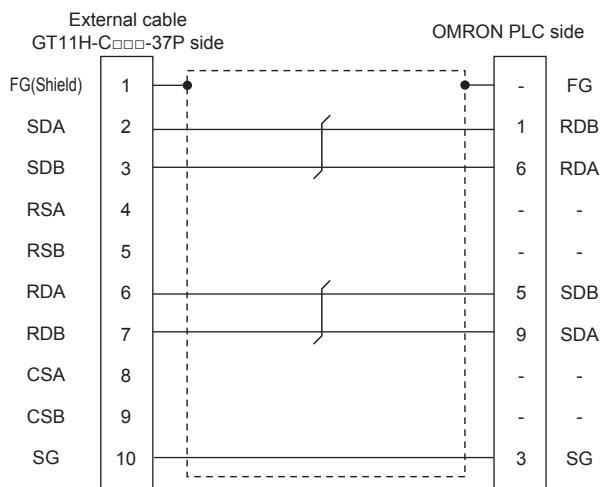 External cable
GT11H-C□□□-37P side
OMRON PLC side
FG(Shield) 1 - FG
SDA 2 1 RDB
SDB 3 6 RDA
RSA 4 - -
RSB 5 - -
RDA 6 5 SDB
RDB 7 9 SDA
CSA 8 - -
CSB 9 - -
SG 10 3 SG